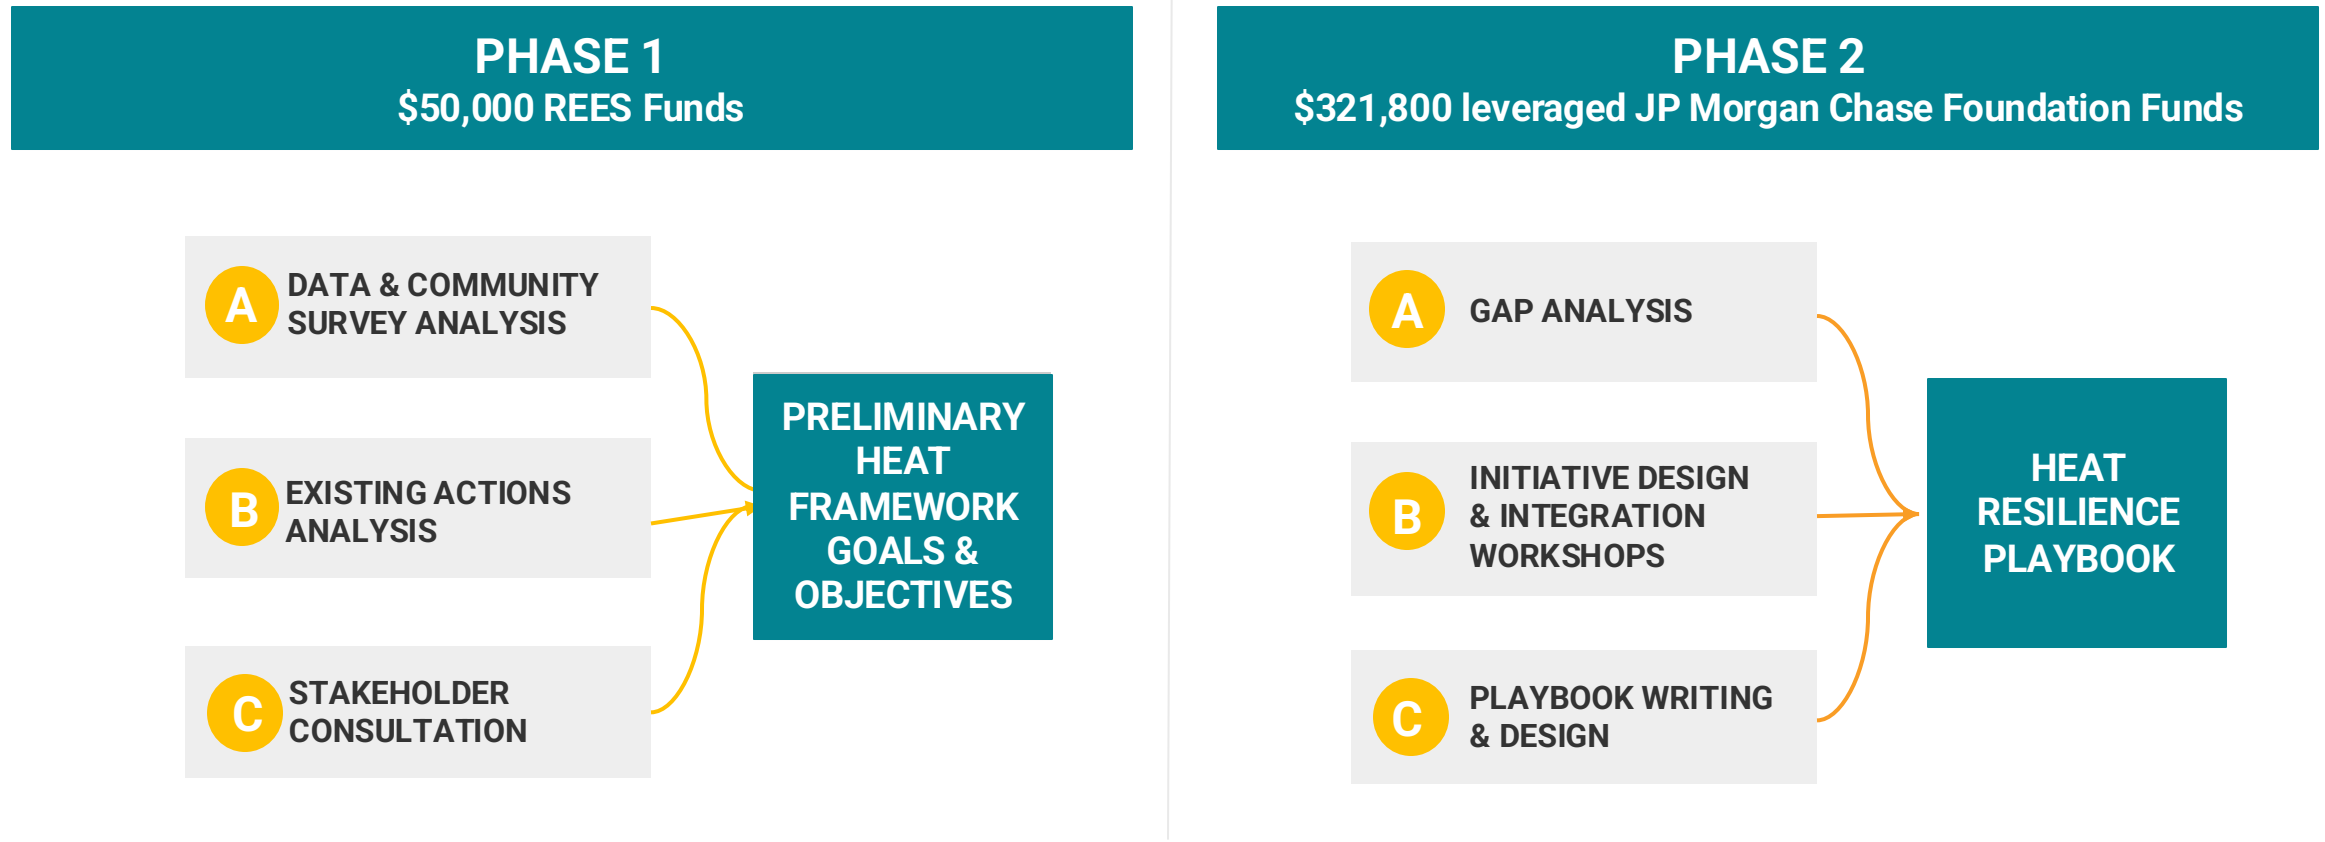 PHASE 1
$50,000 REES Funds
A
DATA & COMMUNITY
SURVEY ANALYSIS
B
EXISTING ACTIONS
ANALYSIS
C
STAKEHOLDER
CONSULTATION
PRELIMINARY
HEAT
FRAMEWORK
GOALS &
OBJECTIVES
PHASE 2
$321,800 leveraged JP Morgan Chase Foundation Funds
A
GAP ANALYSIS
B
INITIATIVE DESIGN
& INTEGRATION
WORKSHOPS
C
PLAYBOOK WRITING
& DESIGN
HEAT
RESILIENCE
PLAYBOOK